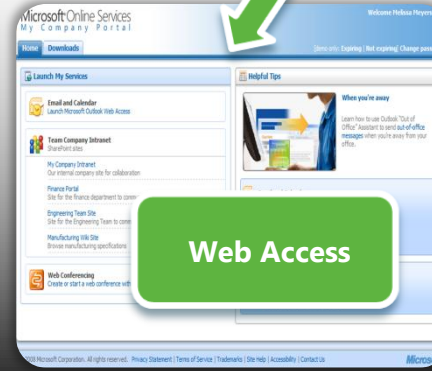 Microsoft Online Services
My Company Portal
Welcome Melissa Meyers
Home Downloads
Expiring | Not expiring| Change
Launch My Services
Email and Calendar
Launch Microsoft Outlook Web Access
Team Company Intranet
SharePoint sites
My Company Intranet
Our internal company site for collaboration
Finance Portal
Site for the finance department to
Engineering Team Site
Site for the Engineering Team to
Manufacturing Wiki Site
Browse manufacturing specifications
Web Conferencing
Create or start a web conference
Helpful Tips
When you're away
Learn how to use Outlook "Out of
Office" Assistant to send out-of-office
messages when you're away from your
office.
Web Access
2008 Microsoft Corporation. All rights reserved. Privacy Statement | Terms of Service | Trademarks | Site Help | Accessibility | Contact Us